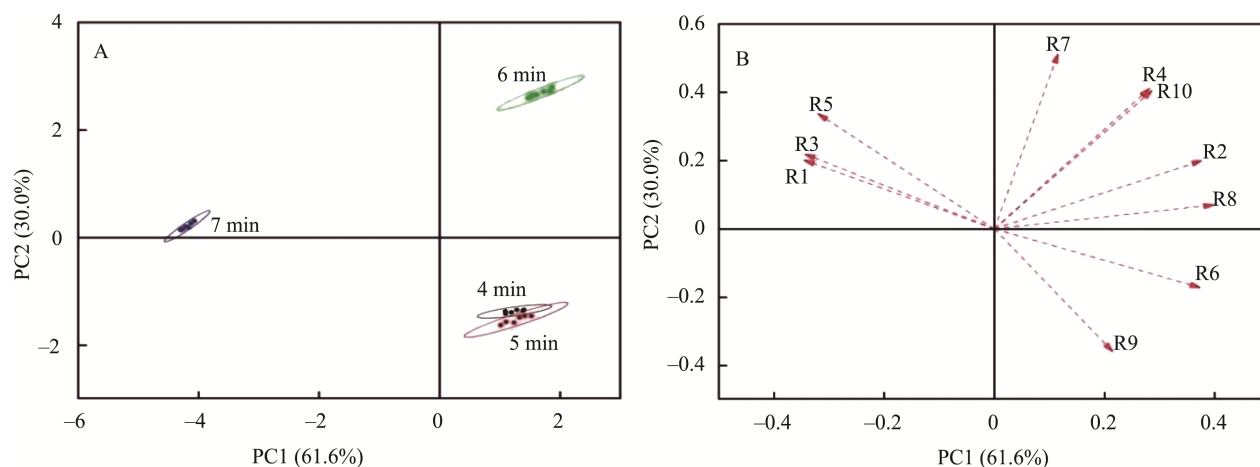 A
4
2
0
–2
–6
–4
–2
0
2
PC1 (61.6%)
PC2 (30.0%)
6 min
7 min
4 min
5 min
B
0.6
0.4
0.2
0
–0.2
–0.4
–0.4
–0.2
0
0.2
0.4
PC1 (61.6%)
PC2 (30.0%)
R7
R4
R10
R5
R3
R1
R2
R8
R6
R9